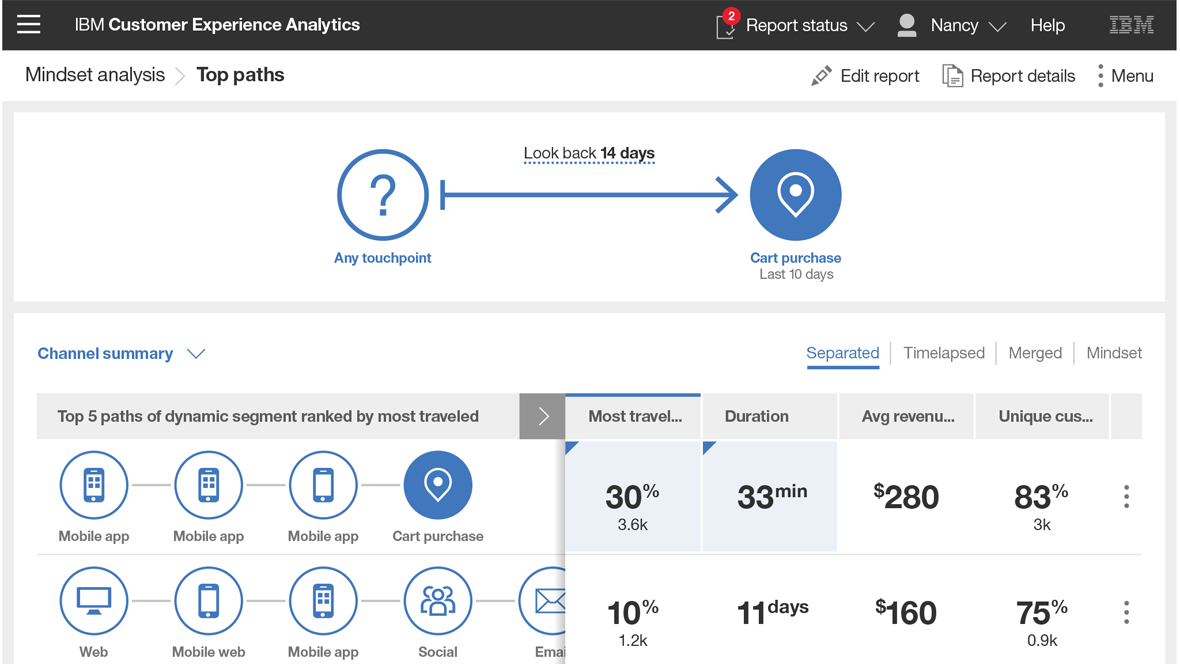 IBM Customer Experience Analytics
2
Report status
Nancy
Help
IBM
Mindset analysis
Top paths
Edit report
Report details
Menu
Look back 14 days
?
Any touchpoint
Cart purchase
Last 10 days
Channel summary
Separated
Timelapsed
Merged
Mindset
Top 5 paths of dynamic segment ranked by most traveled
Most travel...
Duration
Avg revenu...
Unique cus...
Mobile app
Mobile app
Mobile app
Cart purchase
30%
3.6k
33min
$280
83%
3k
Web
Mobile web
Mobile app
Social
Emai
10%
1.2k
11days
$160
75%
0.9k